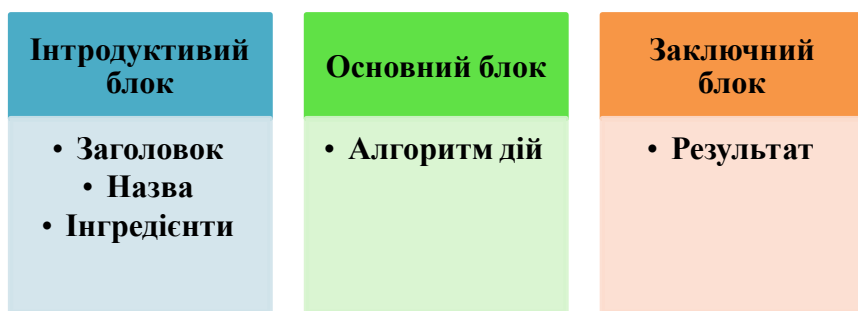 Інтродуктивий
блок
• Заголовок
• Назва
• Інгредієнти
Основний блок
• Алгоритм дій
Заключний
блок
• Результат